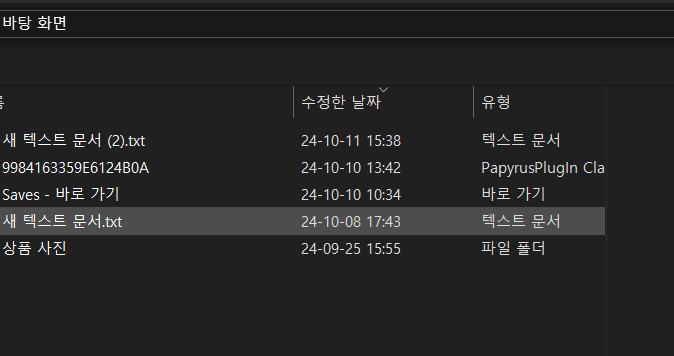 바탕 화면
수정한 날짜 유형
새 텍스트 문서 (2).txt 24-10-11 15:38 텍스트 문서
9984163359E6124B0A 24-10-10 13:42 PapyrusPlugIn Cla
Saves - 바로 가기 24-10-10 10:34 바로 가기
새 텍스트 문서.txt 24-10-08 17:43 텍스트 문서
상품 사진 24-09-25 15:55 파일 폴더